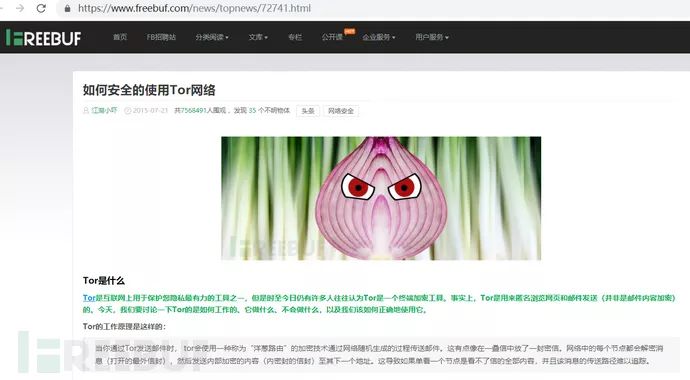 https://www.freebuf.com/news/topnews/72741.html
FREEBUF 首页 FB招聘站 分类阅读 文库 专栏 公开课 企业服务 用户服务
如何安全的使用Tor网络
江湖小吓 2015-07-21 共7568491人围观 ，发现 35 个不明物体 头条 网络安全
FREEBUF
Tor是什么
Tor是互联网上用于保护您隐私最有力的工具之一，但是时至今日仍有许多人往往认为Tor是一个终端加密工具。事实上，Tor是用来匿名浏览网页和邮件发送（并非是邮件内容加密）
的。今天，我们要讨论一下Tor的是如何工作的、它做什么、不会做什么，以及我们该如何正确地使用它。
Tor的工作原理是这样的：
当你通过Tor发送邮件时， tor会使用一种称为“洋葱路由”的加密技术通过网络随机生成的过程传送邮件。这有点像在一叠信中放了一封密信。网络中的每个节点都会解密消
息（打开的最外信封），然后发送内部加密的内容（内密封的信封）至其下一个地址。这导致如果单看一个节点是看不了信的全部内容，并且该消息的传送路径难以追踪。
FREEBUF